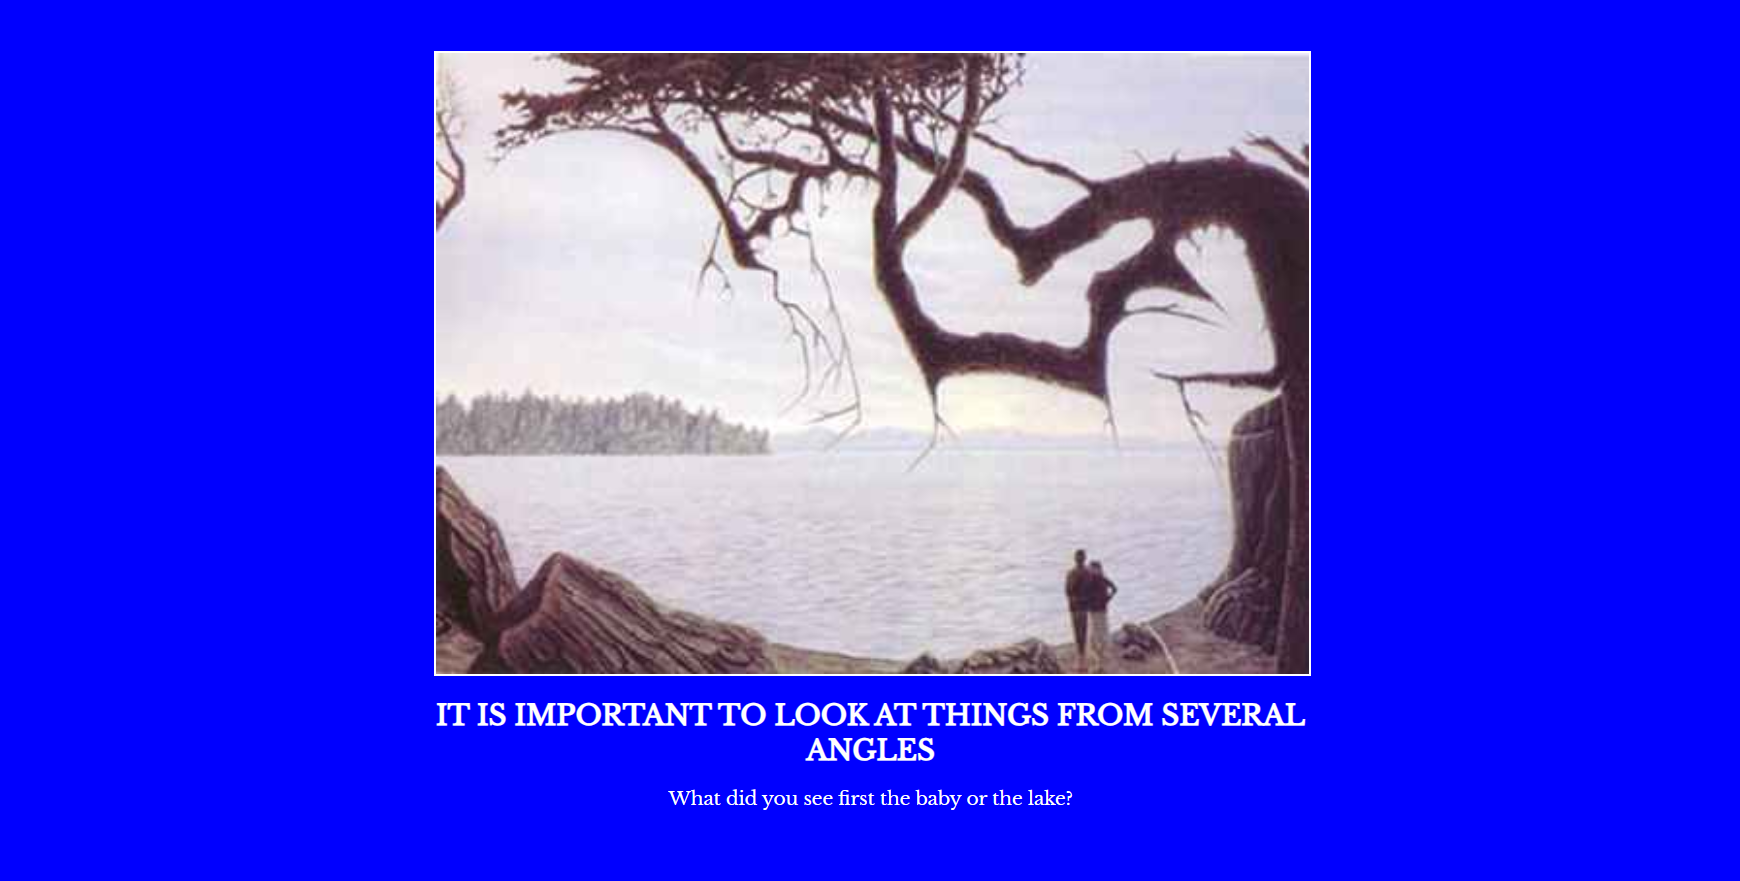 IT IS IMPORTANT TO LOOK AT THINGS FROM SEVERAL
ANGLES
What did you see first the baby or the lake?